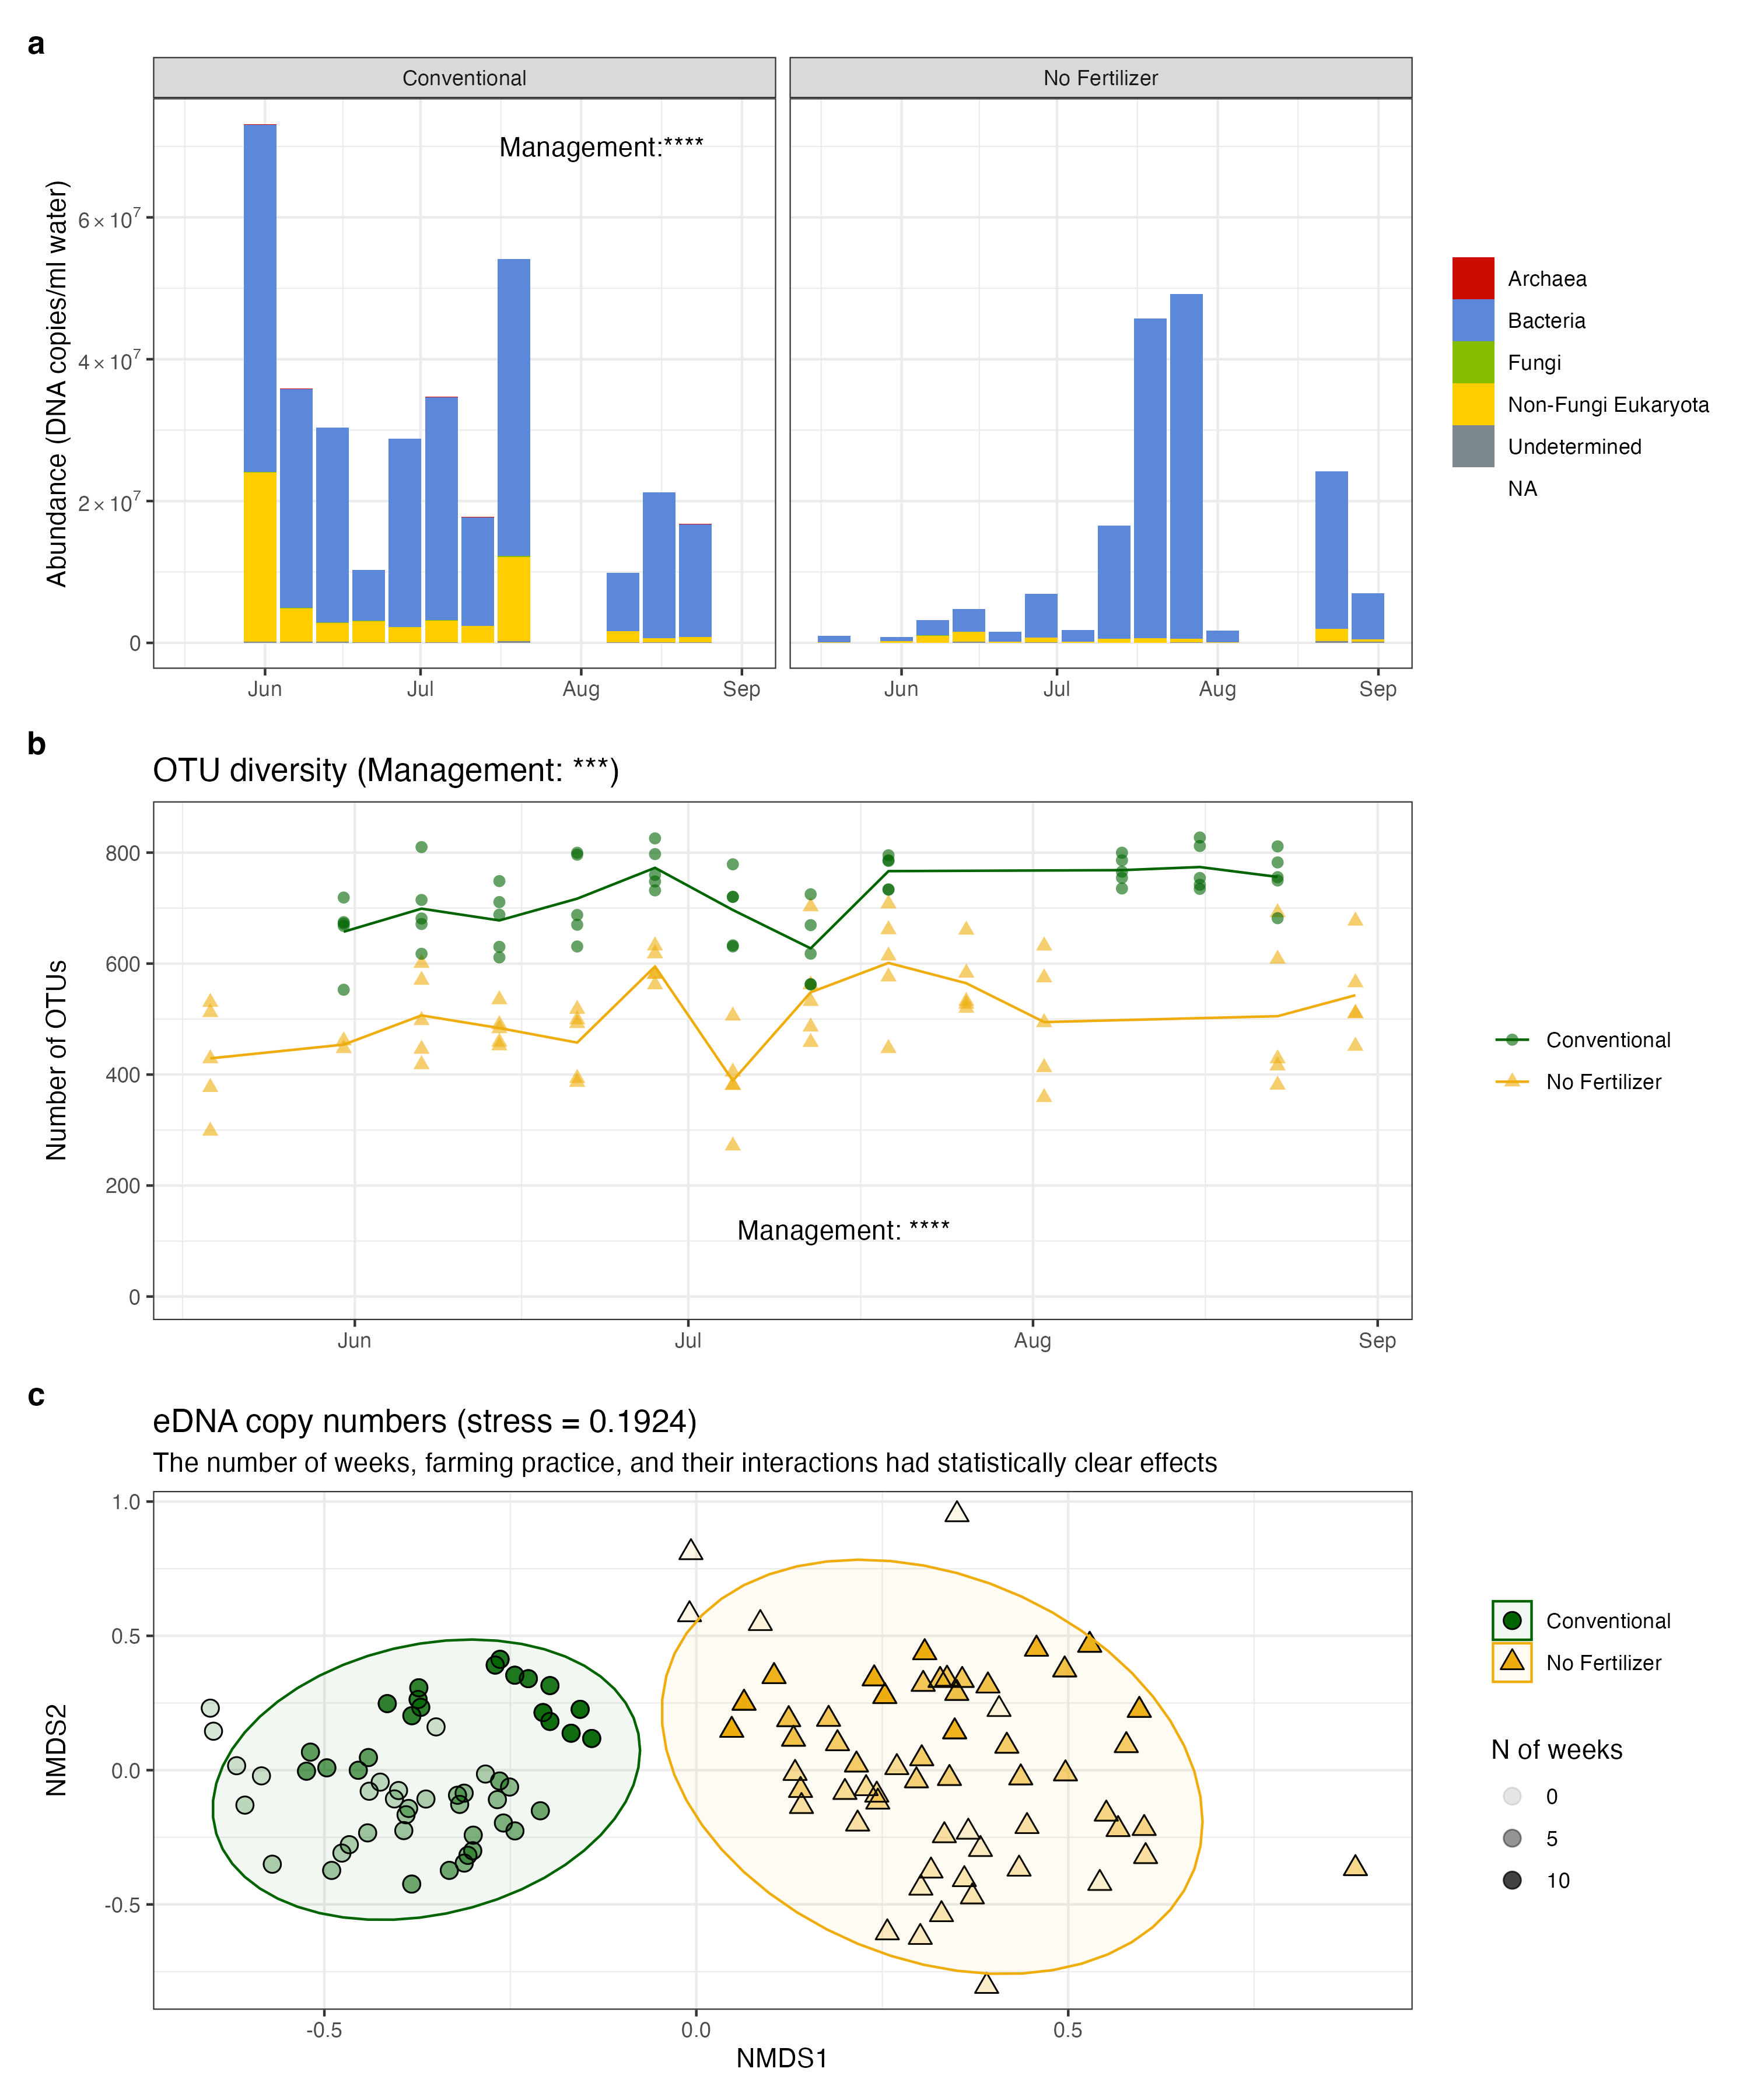 a
Conventional
No Fertilizer
Management:****
Abundance (DNA copies/ml water)
6 × 10⁷
4 × 10⁷
2 × 10⁷
0
Jun Jul Aug Sep
Jun Jul Aug Sep
Archaea
Bacteria
Fungi
Non-Fungi Eukaryota
Undetermined
NA
b
OTU diversity (Management: ***)
Number of OTUs
800
600
400
200
0
Management: ****
Jun Jul Aug Sep
Conventional
No Fertilizer
c
eDNA copy numbers (stress = 0.1924)
The number of weeks, farming practice, and their interactions had statistically clear effects
NMDS2
1.0
0.5
0.0
-0.5
-0.5 0.0 0.5
NMDS1
Conventional
No Fertilizer
N of weeks
0
5
10